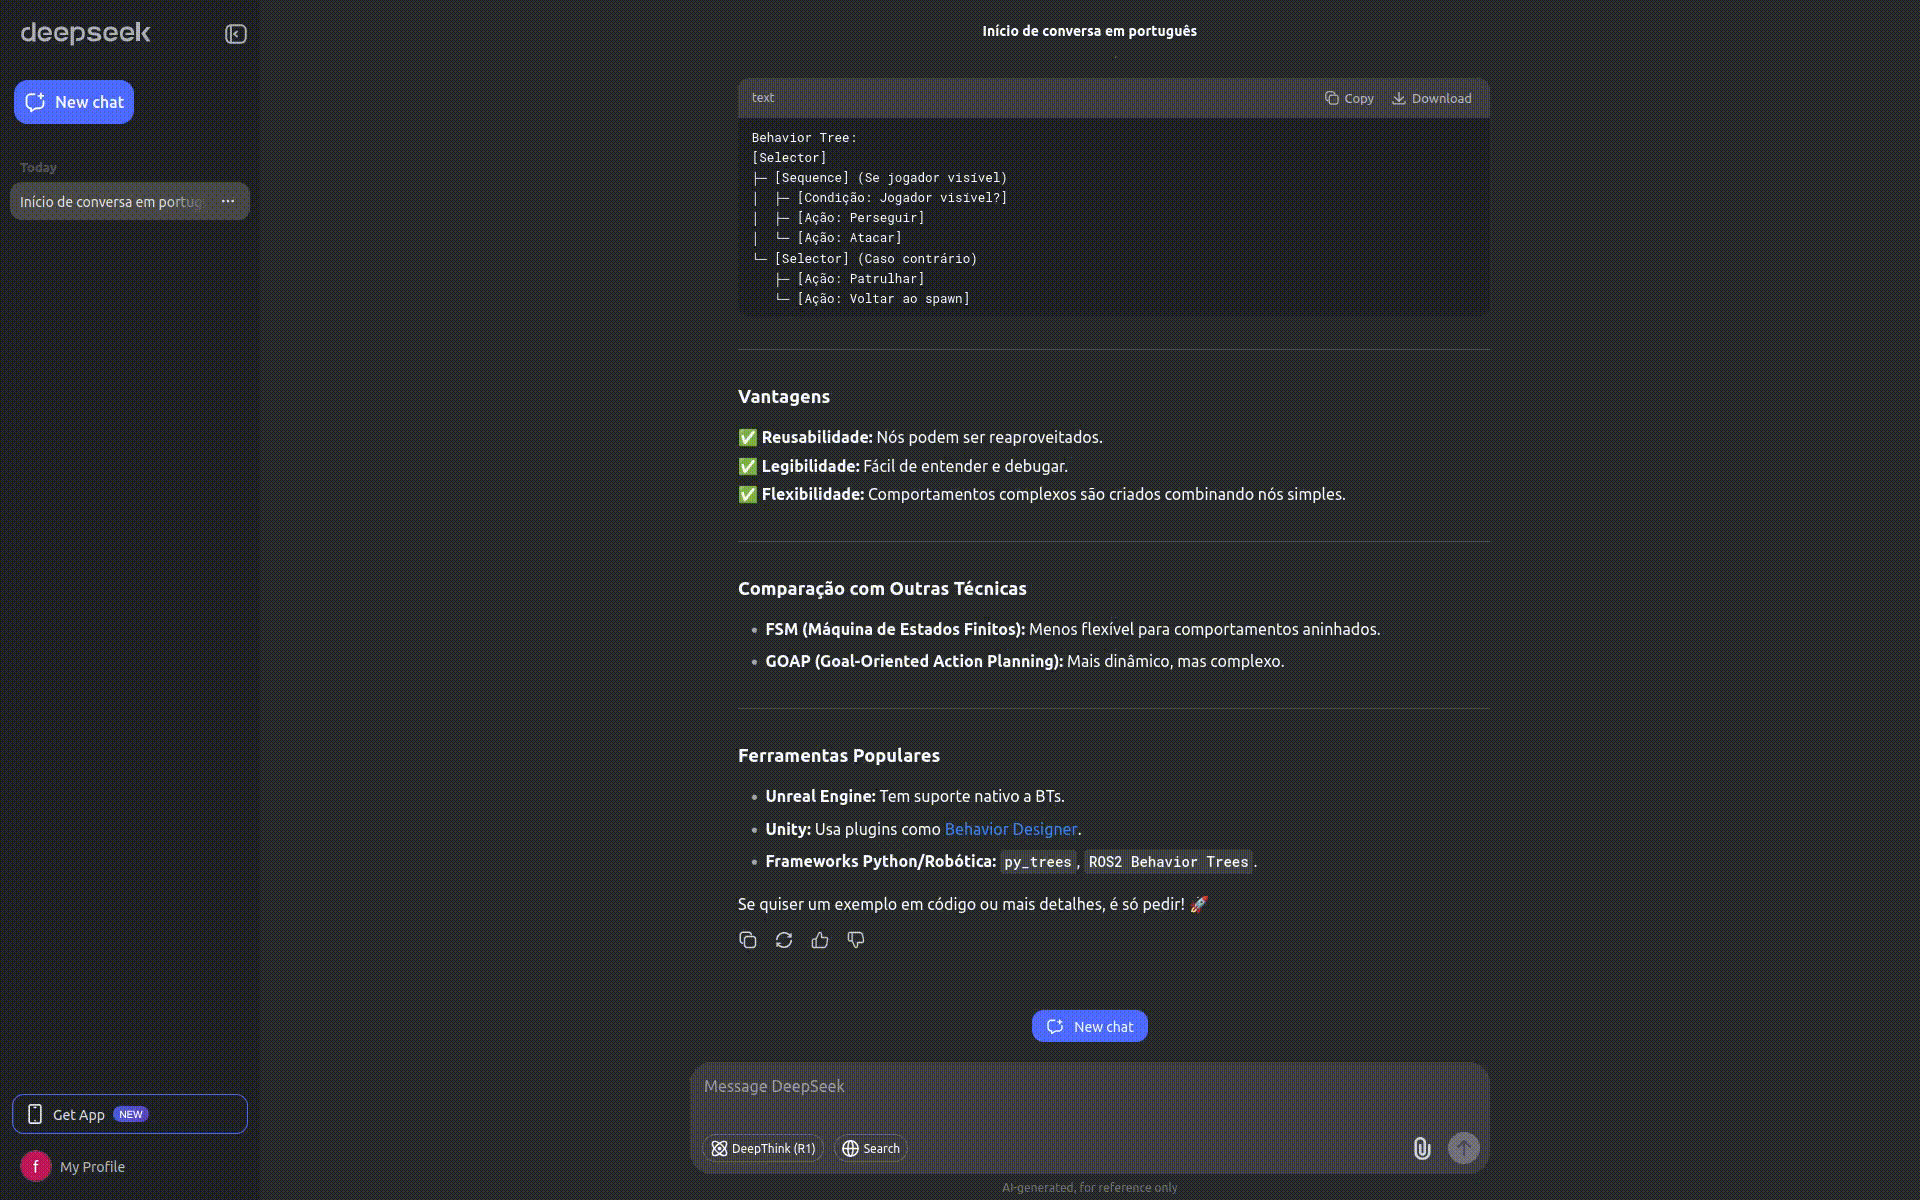 deepseek
New chat
Today
Início de conversa em portug
Get App NEW
f My Profile
Início de conversa em português
text Copy Download
Behavior Tree:
[Selector]
├─ [Sequence] (Se jogador visível)
│  ├─ [Condição: Jogador visível?]
│  ├─ [Ação: Perseguir]
│  └─ [Ação: Atacar]
└─ [Selector] (Caso contrário)
   ├─ [Ação: Patrulhar]
   └─ [Ação: Voltar ao spawn]
Vantagens
✅ Reusabilidade: Nós podem ser reaproveitados.
✅ Legibilidade: Fácil de entender e debugar.
✅ Flexibilidade: Comportamentos complexos são criados combinando nós simples.
Comparação com Outras Técnicas
• FSM (Máquina de Estados Finitos): Menos flexível para comportamentos aninhados.
• GOAP (Goal-Oriented Action Planning): Mais dinâmico, mas complexo.
Ferramentas Populares
• Unreal Engine: Tem suporte nativo a BTs.
• Unity: Usa plugins como Behavior Designer.
• Frameworks Python/Robótica: py_trees, ROS2 Behavior Trees.
Se quiser um exemplo em código ou mais detalhes, é só pedir! 🚀
New chat
Message DeepSeek
DeepThink (R1) Search
AI-generated, for reference only